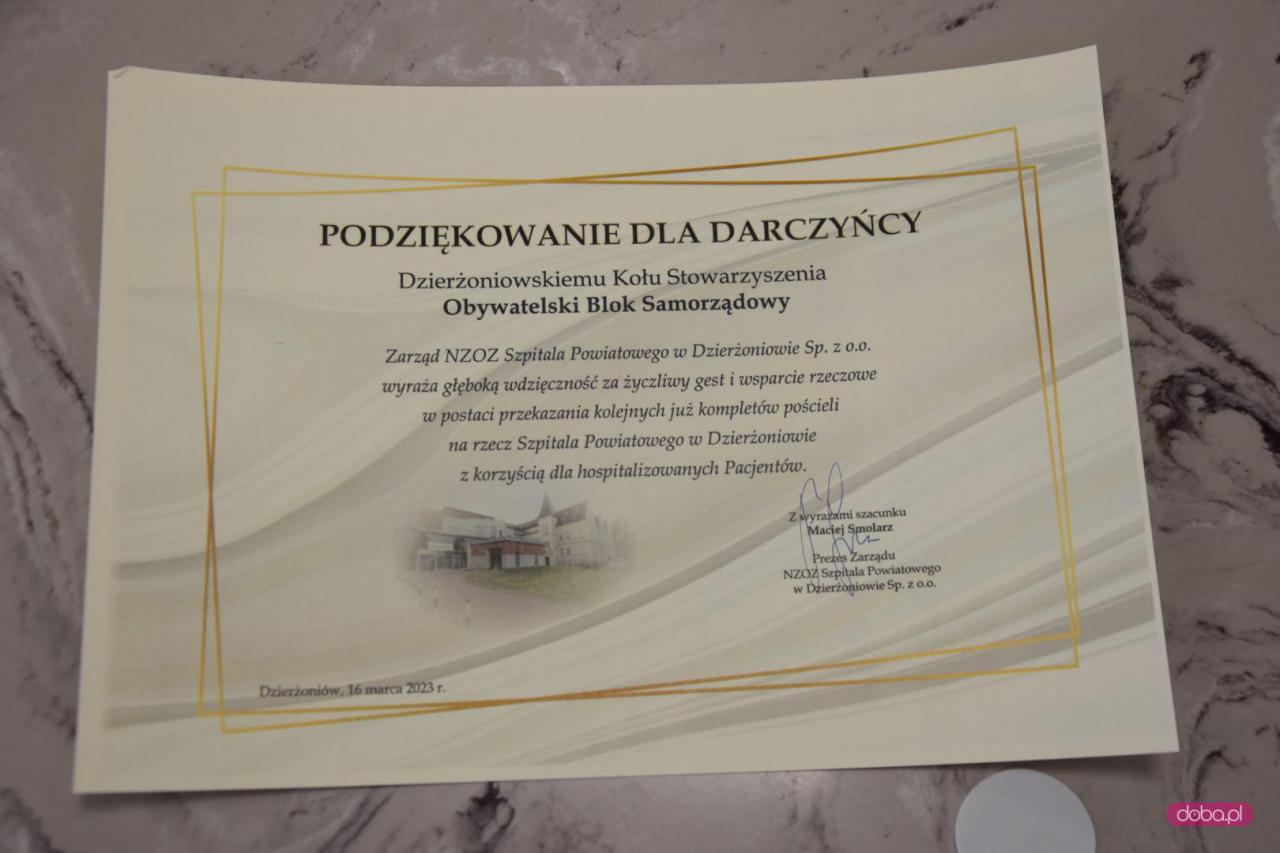 PODZIĘKOWANIE DLA DARCZYŃCY
Dzierżoniowskiemu Kołu Stowarzyszenia
Obywatelski Blok Samorządowy
Zarząd NZOZ Szpitala Powiatowego w Dzierżoniowie Sp. z o.o.
wyraża głęboką wdzięczność za życzliwy gest i wsparcie rzeczowe
w postaci przekazania kolejnych już kompletów pościeli
na rzecz Szpitala Powiatowego w Dzierżoniowie
z korzyścią dla hospitalizowanych Pacjentów.
Z wyrazami szacunku
Maciej Smolarz
Prezes Zarządu
NZOZ Szpitala Powiatowego
w Dzierżoniowie Sp. z o.o.
Dzierżoniów, 16 marca 2023 r.
doba.pl